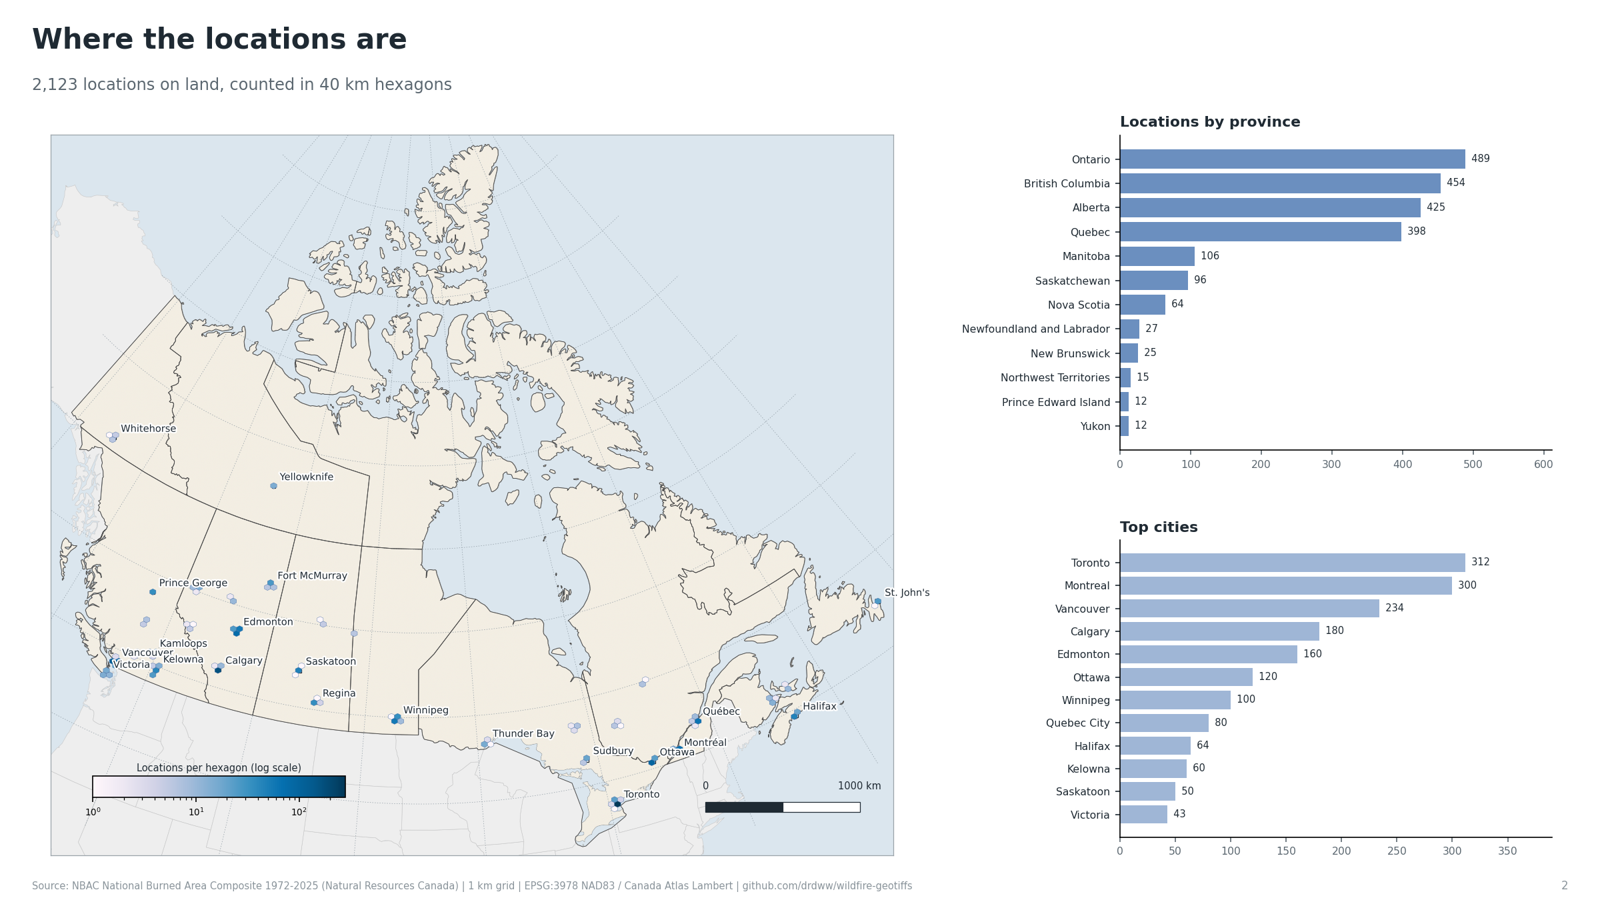 Where the locations are
2,123 locations on land, counted in 40 km hexagons
Whitehorse
Yellowknife
Prince George
Fort McMurray
St. John's
Edmonton
Kamloops
Vancouver
Kelowna
Victoria
Calgary
Saskatoon
Regina
Winnipeg
Québec
Halifax
Thunder Bay
Montréal
Sudbury
Ottawa
Toronto
Locations per hexagon (log scale)
10⁰ 10¹ 10²
0 1000 km
Locations by province
Ontario 489
British Columbia 454
Alberta 425
Quebec 398
Manitoba 106
Saskatchewan 96
Nova Scotia 64
Newfoundland and Labrador 27
New Brunswick 25
Northwest Territories 15
Prince Edward Island 12
Yukon 12
0 100 200 300 400 500 600
Top cities
Toronto 312
Montreal 300
Vancouver 234
Calgary 180
Edmonton 160
Ottawa 120
Winnipeg 100
Quebec City 80
Halifax 64
Kelowna 60
Saskatoon 50
Victoria 43
0 50 100 150 200 250 300 350
Source: NBAC National Burned Area Composite 1972-2025 (Natural Resources Canada) | 1 km grid | EPSG:3978 NAD83 / Canada Atlas Lambert | github.com/drdww/wildfire-geotiffs
2